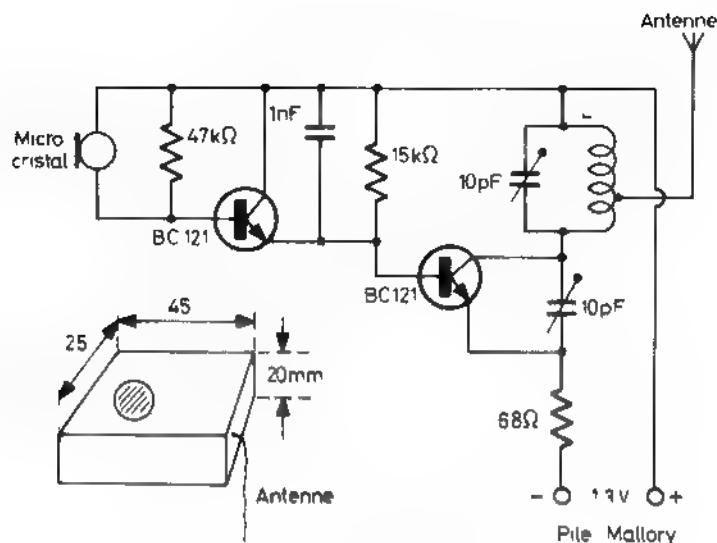 Antenne
Micro
cristal
47kΩ
1nF
15kΩ
10pF
BC 121
BC121
10pF
68Ω
45
25
20mm
Antenne
-
+
Pile Mallory